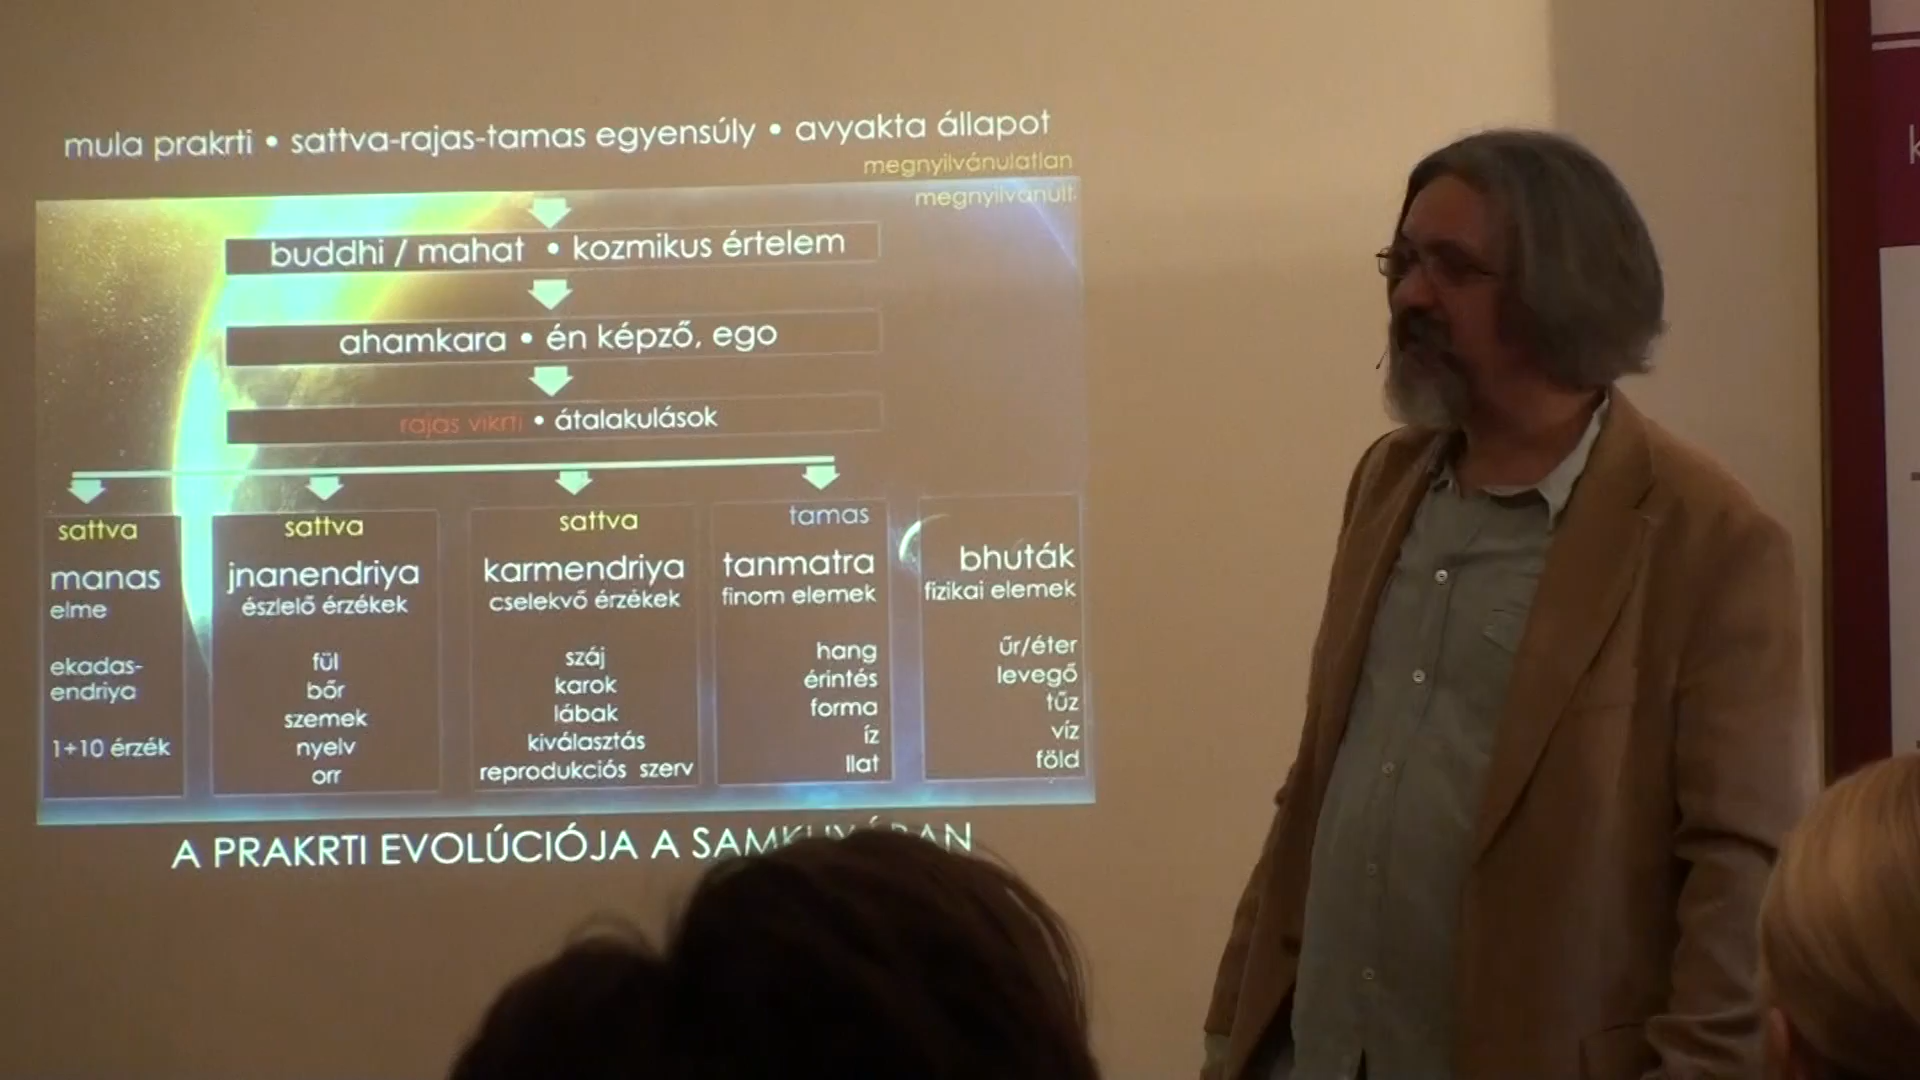 mula prakrti • sattva-rajas-tamas egyensúly • avyakta állapot
megnyilvánulatlan
megnyilvánult
buddhi / mahat • kozmikus értelem
ahamkara • én képző, ego
rajas vikrti • átalakulások
sattva
manas
elme
ekadas-
endriya
1+10 érzék
sattva
jnanendriya
észlelő érzékek
fül
bőr
szemek
nyelv
orr
sattva
karmendriya
cselekvő érzékek
száj
karok
lábak
kiválasztás
reprodukciós szerv
tamas
tanmatra
finom elemek
hang
érintés
forma
íz
llat
bhuták
fizikai elemek
űr/éter
levegő
tűz
víz
föld
A PRAKRTI EVOLÚCIÓJA A
k